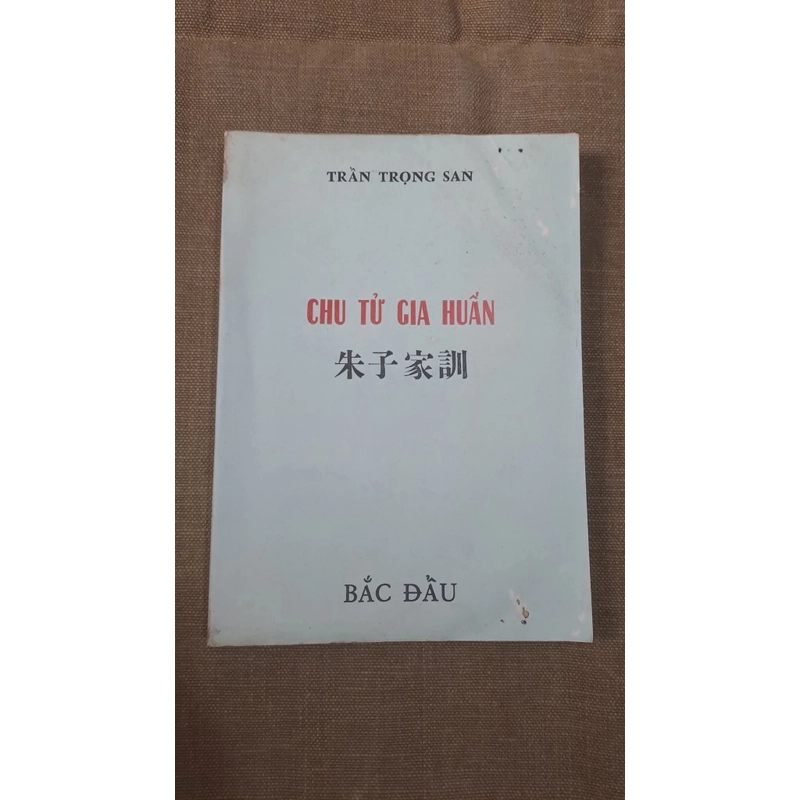 TRẦN TRỌNG SAN
CHU TỬ GIA HUẤN
朱子家訓
BẮC ĐẨU